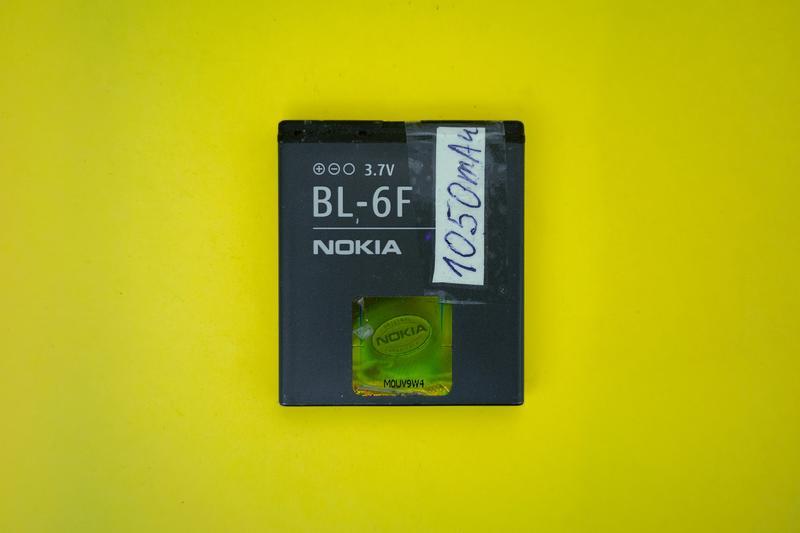 3.7V
BL-6F
NOKIA
1050mAh
NOKIA
M0UV9W4